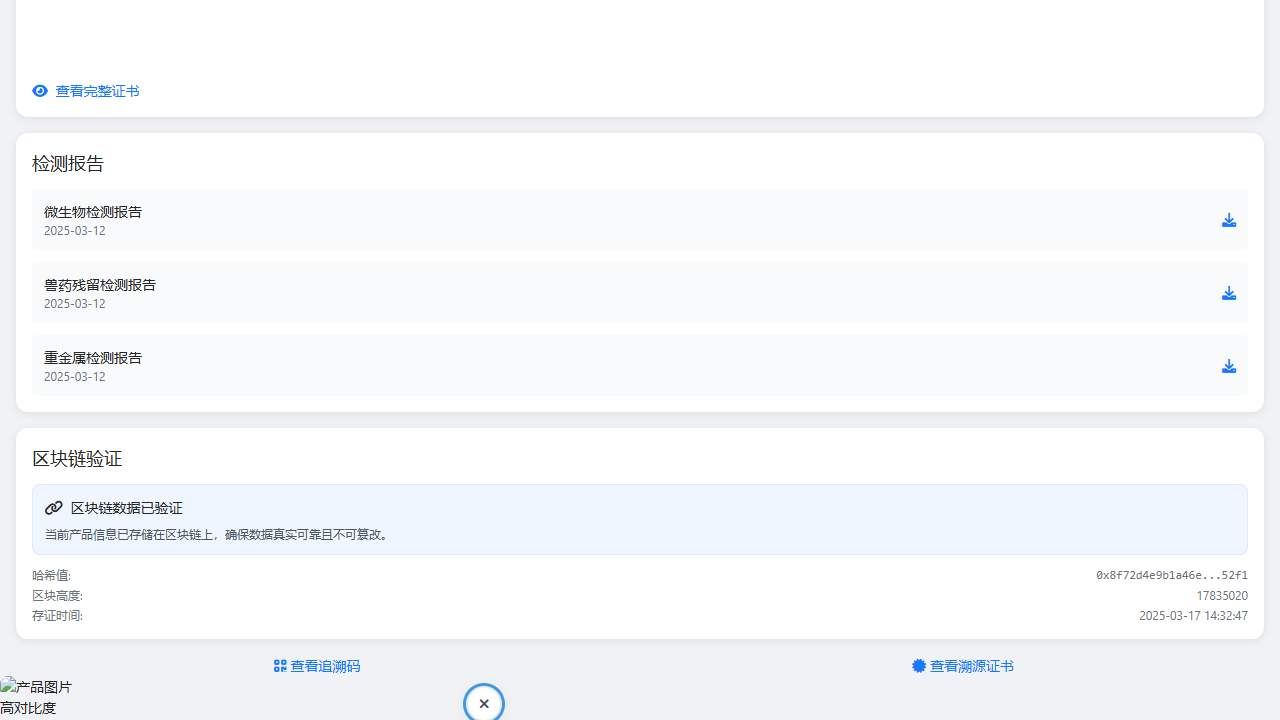 查看完整证书
检测报告
微生物检测报告
2025-03-12
兽药残留检测报告
2025-03-12
重金属检测报告
2025-03-12
区块链验证
区块链数据已验证
当前产品信息已存储在区块链上，确保数据真实可靠且不可篡改。
哈希值: 0x8f72d4e9b1a46e...52f1
区块高度: 17835020
存证时间: 2025-03-17 14:32:47
查看追溯码 查看溯源证书
产品图片
高对比度